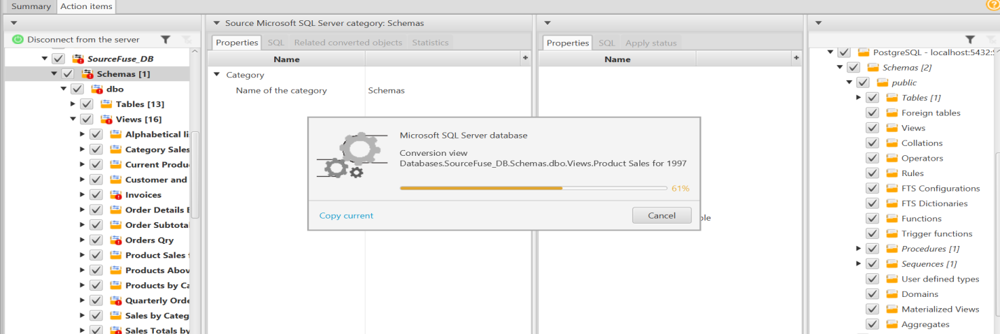 Summary
Action items
Disconnect from the server
SourceFuse_DB
Schemas [1]
dbo
Tables [13]
Views [16]
Alphabetical li
Category Sales
Current Produ
Customer and
Invoices
Order Details E
Order Subtota
Orders Qry
Product Sales f
Products Abov
Products by Ca
Quarterly Orde
Sales by Categ
Sales Totals by
Source Microsoft SQL Server category: Schemas
Properties SQL Related converted objects Statistics
Name
Category
Name of the category Schemas
Properties SQL Apply status
Name
ble
Microsoft SQL Server database
Conversion view
Databases.SourceFuse_DB.Schemas.dbo.Views.Product Sales for 1997
61%
Copy current
Cancel
PostgreSQL - localhost:5432:
Schemas [2]
public
Tables [1]
Foreign tables
Views
Collations
Operators
Rules
FTS Configurations
FTS Dictionaries
Functions
Trigger functions
Procedures [1]
Sequences [1]
User defined types
Domains
Materialized Views
Aggregates